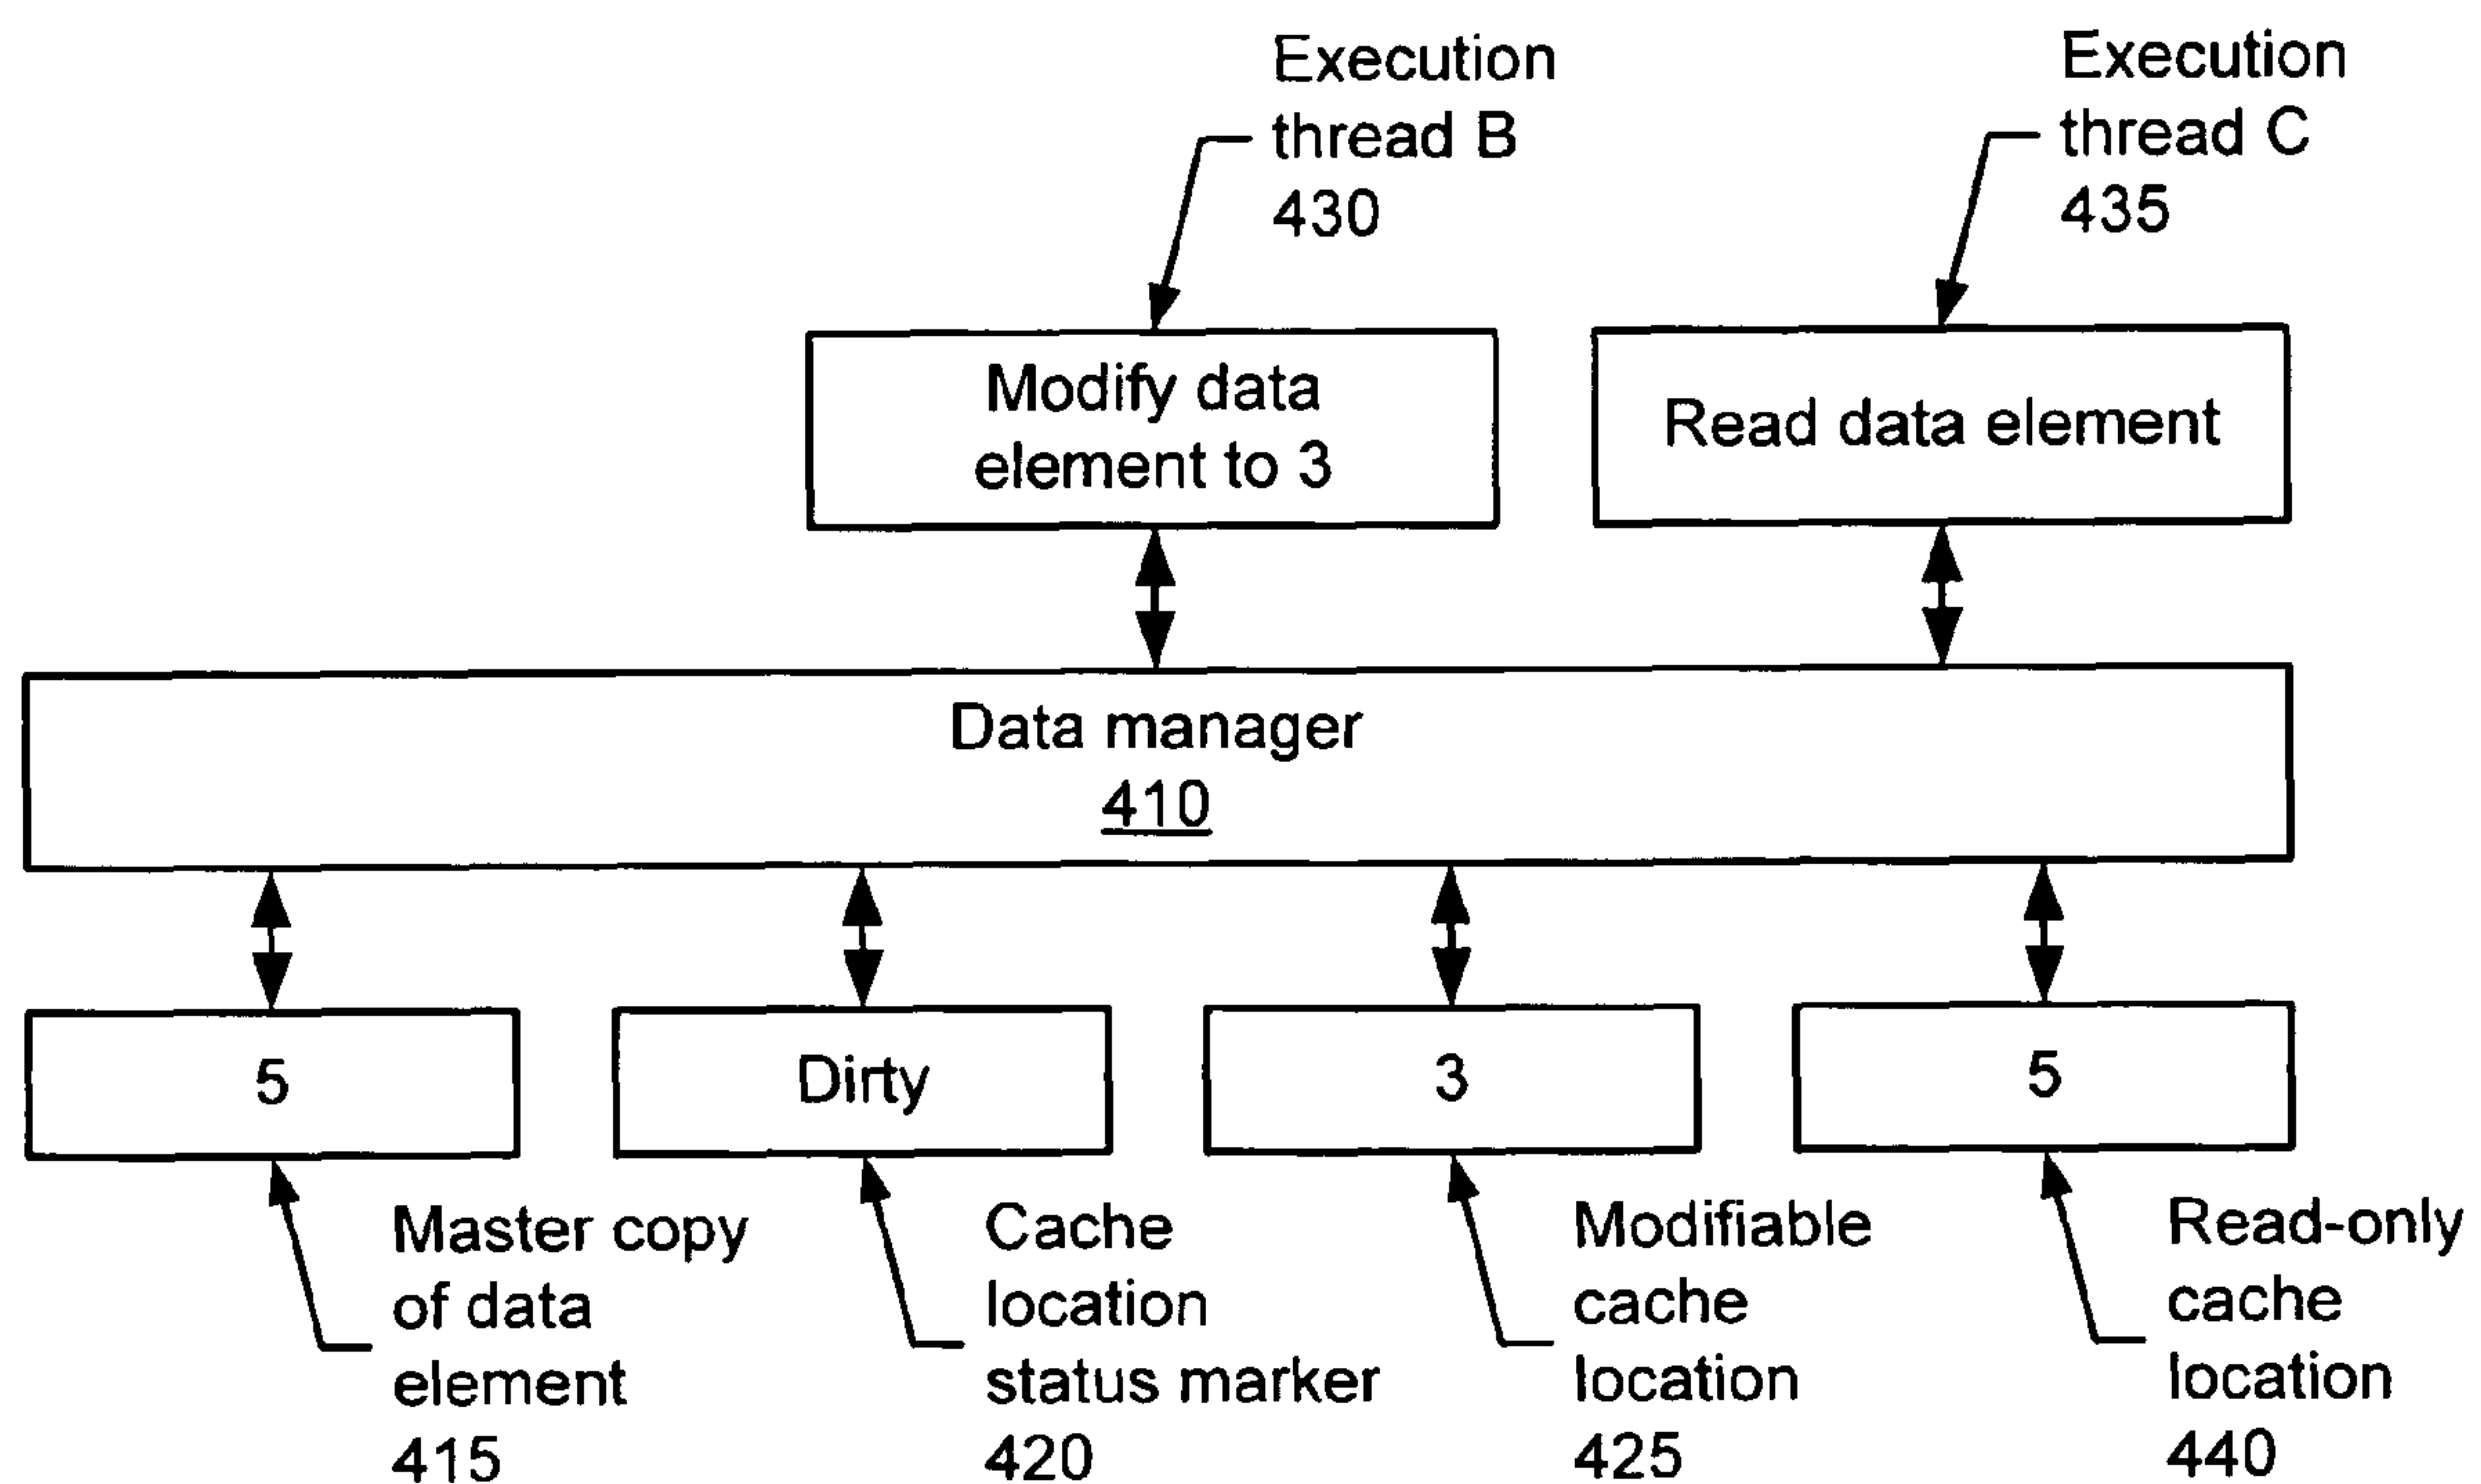 Execution
thread B
430
Execution
thread C
435
Modify data
element to 3
Read data element
Data manager
410
5
Dirty
3
5
Master copy
of data
element
415
Cache
location
status marker
420
Modifiable
cache
location
425
Read-only
cache
location
440